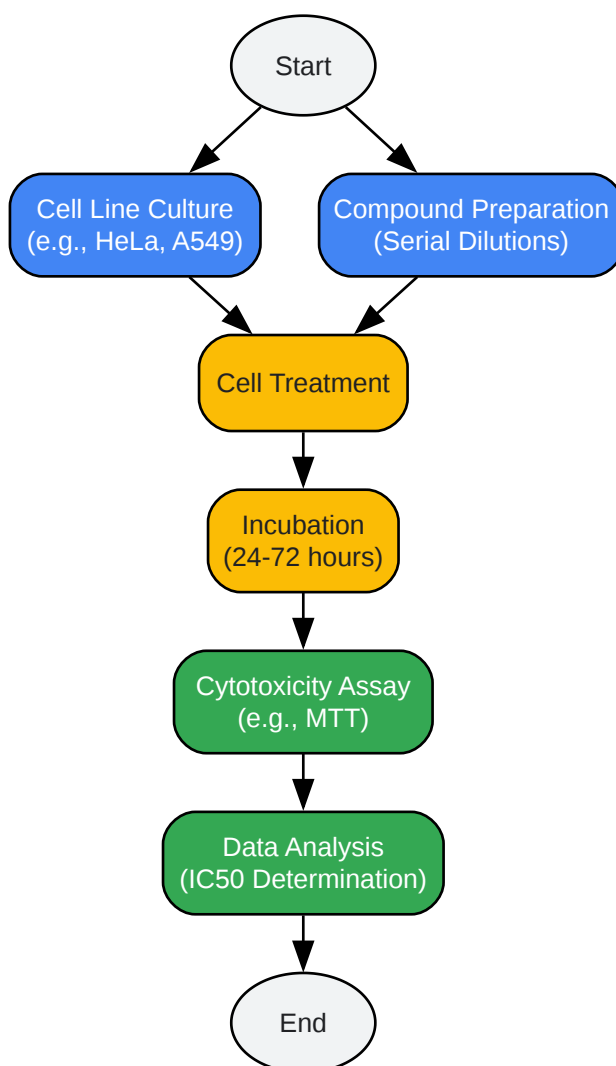 Start
Cell Line Culture
(e.g., HeLa, A549)
Compound Preparation
(Serial Dilutions)
Cell Treatment
Incubation
(24-72 hours)
Cytotoxicity Assay
(e.g., MTT)
Data Analysis
(IC50 Determination)
End